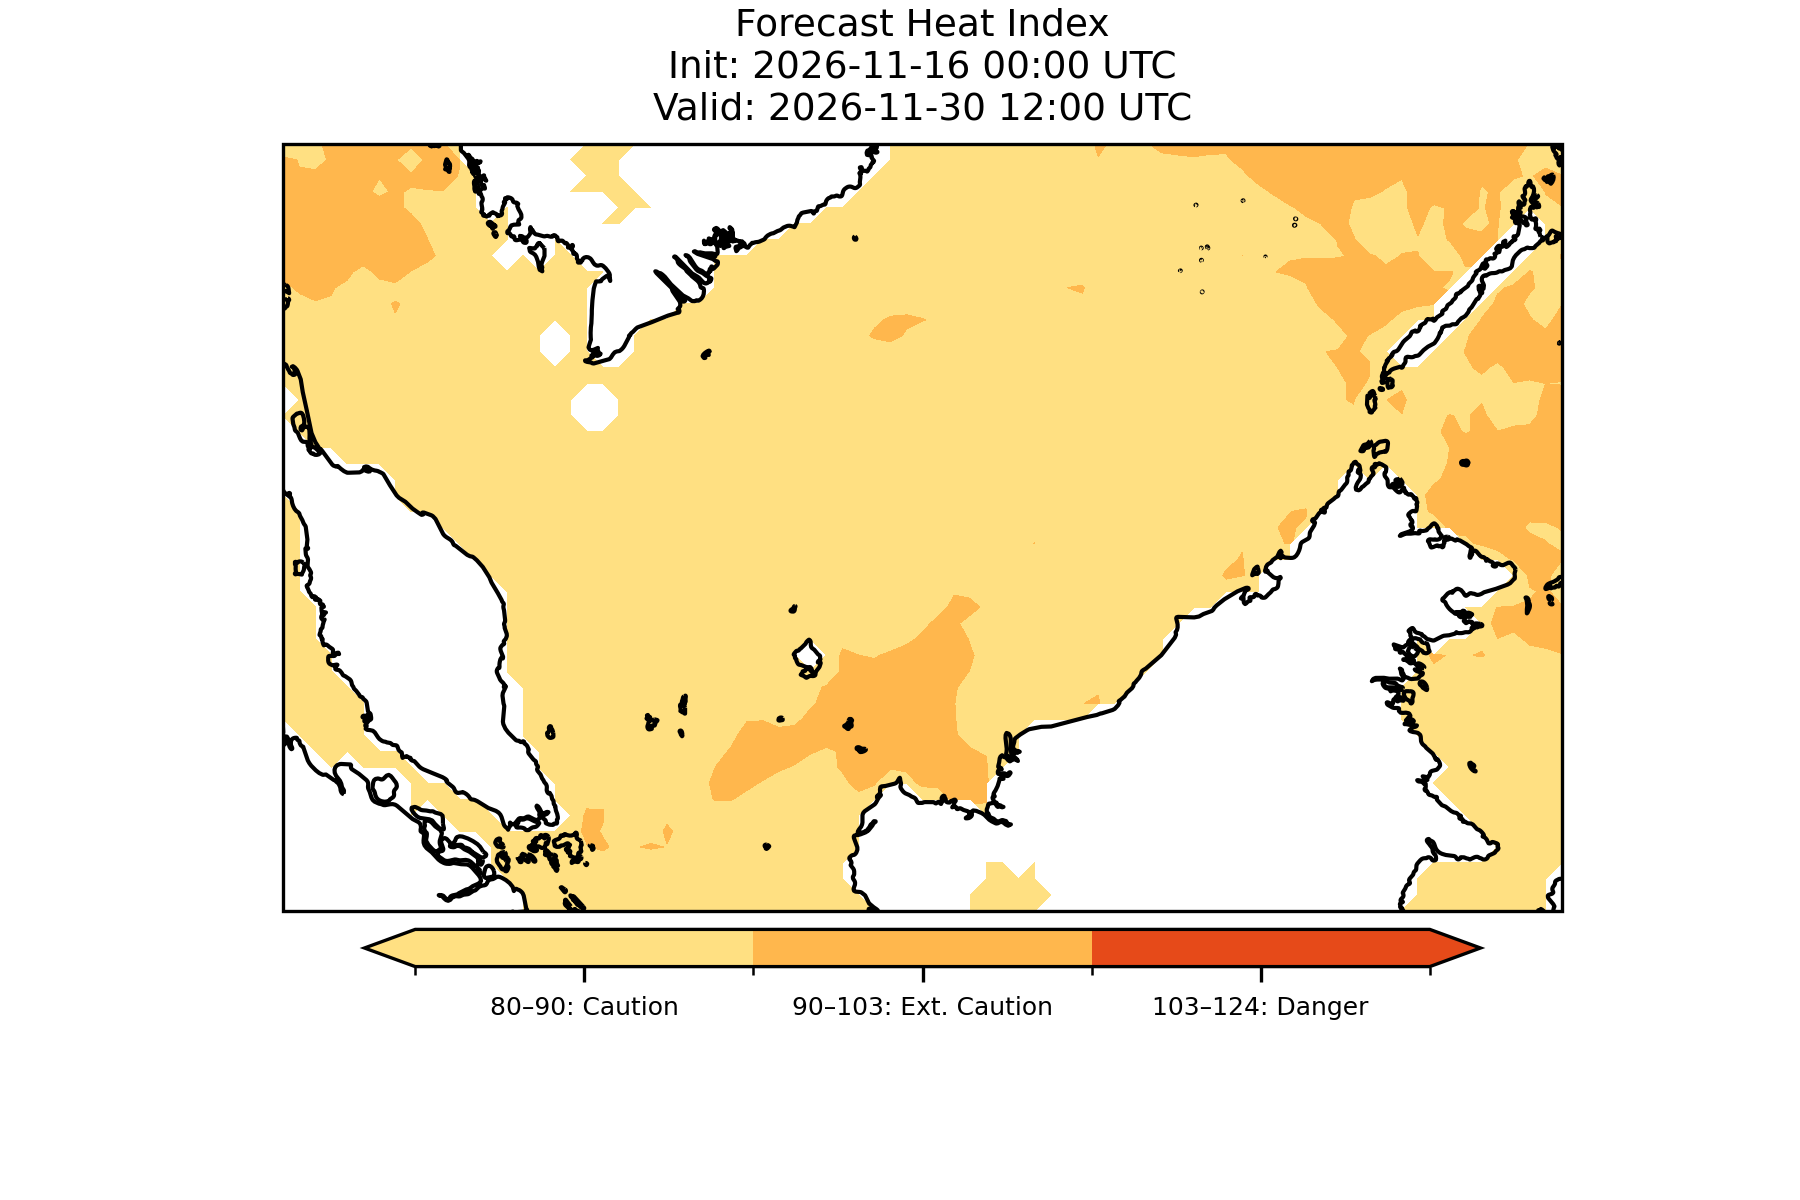 Forecast Heat Index
Init: 2026-11-16 00:00 UTC
Valid: 2026-11-30 12:00 UTC
80–90: Caution
90–103: Ext. Caution
103–124: Danger